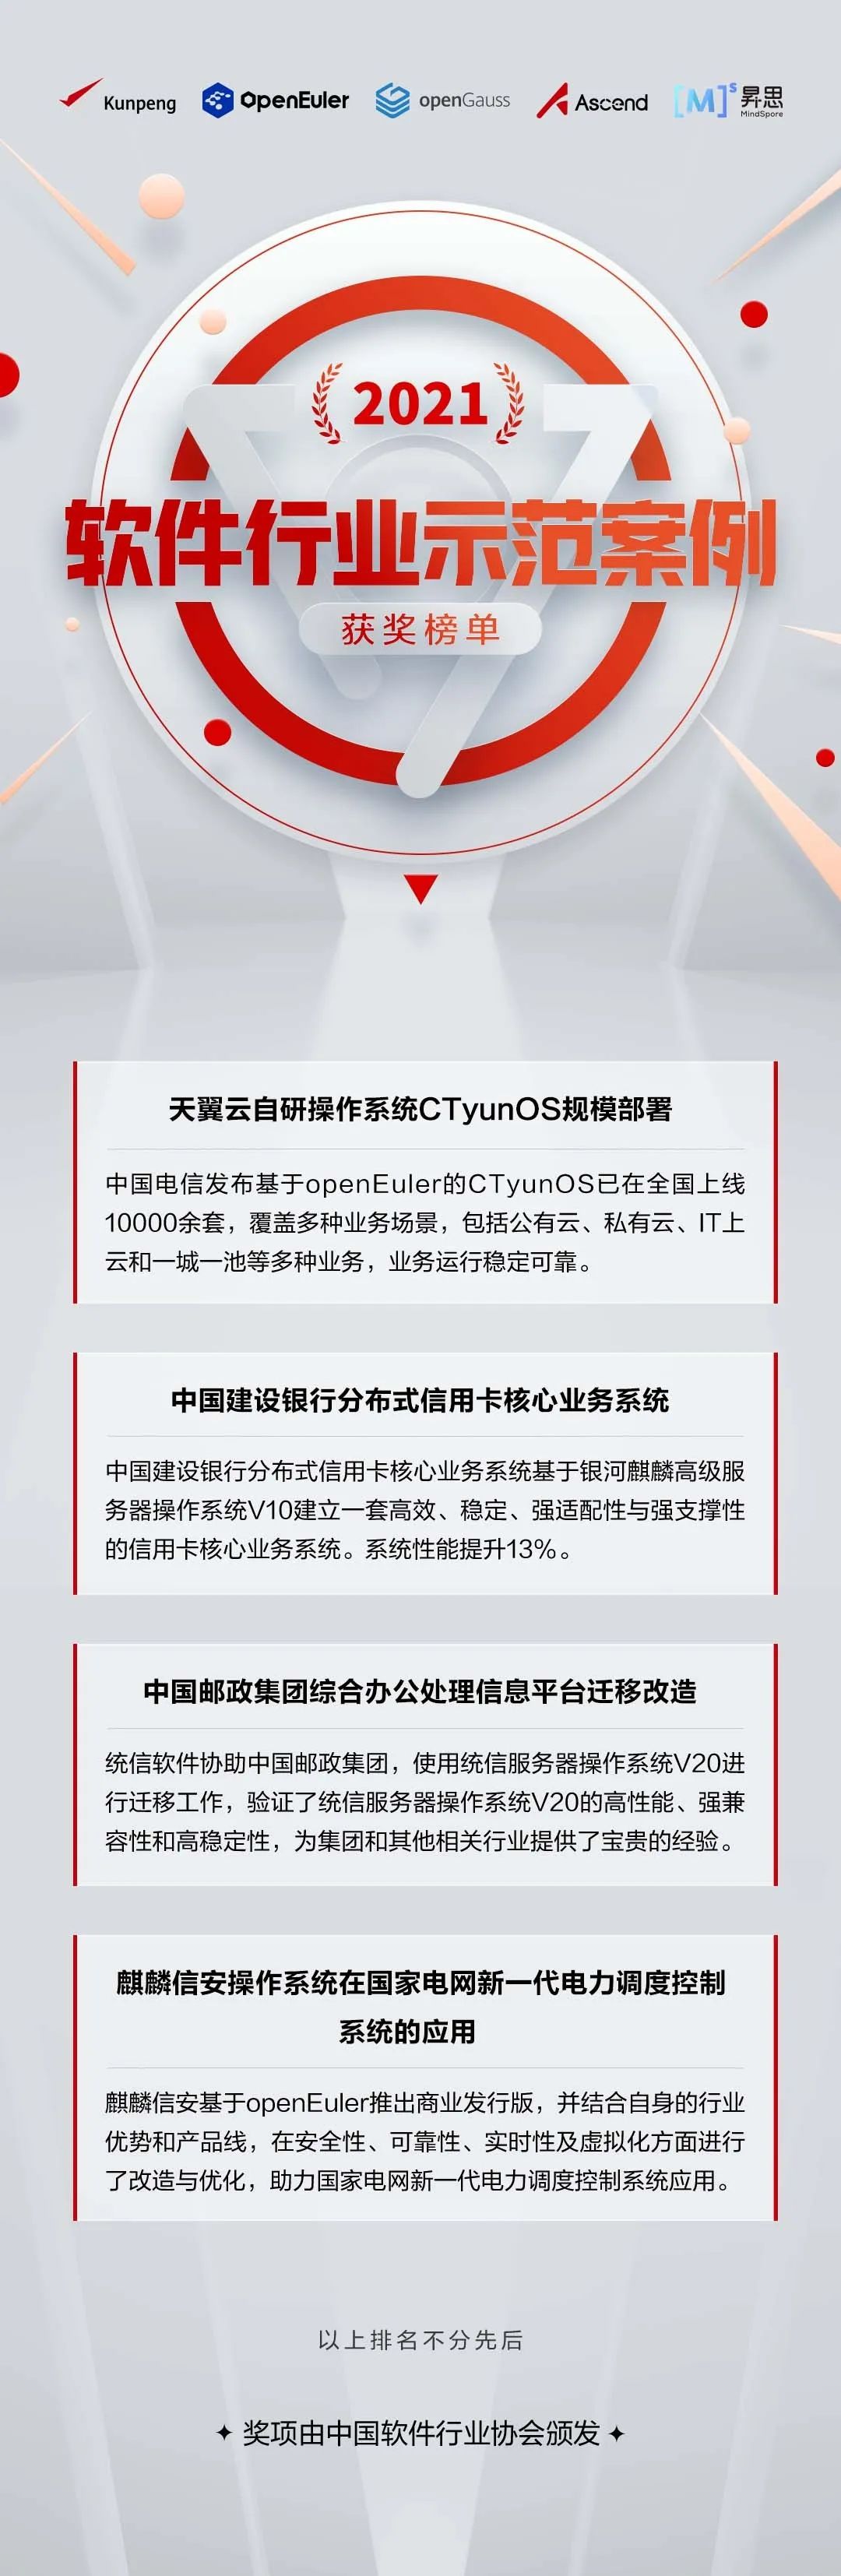 Kunpeng OpenEuler openGauss Ascend [M]s 昇思 MindSpore
2021
软件行业示范案例
获奖榜单
天翼云自研操作系统CTyunOS规模部署
中国电信发布基于openEuler的CTyunOS已在全国上线
10000余套，覆盖多种业务场景，包括公有云、私有云、IT上
云和一城一池等多种业务，业务运行稳定可靠。
中国建设银行分布式信用卡核心业务系统
中国建设银行分布式信用卡核心业务系统基于银河麒麟高级服
务器操作系统V10建立一套高效、稳定、强适配性与强支撑性
的信用卡核心业务系统。系统性能提升13%。
中国邮政集团综合办公处理信息平台迁移改造
统信软件协助中国邮政集团，使用统信服务器操作系统V20进
行迁移工作，验证了统信服务器操作系统V20的高性能、强兼
容性和高稳定性，为集团和其他相关行业提供了宝贵的经验。
麒麟信安操作系统在国家电网新一代电力调度控制
系统的应用
麒麟信安基于openEuler推出商业发行版，并结合自身的行业
优势和产品线，在安全性、可靠性、实时性及虚拟化方面进行
了改造与优化，助力国家电网新一代电力调度控制系统应用。
以上排名不分先后
✦ 奖项由中国软件行业协会颁发 ✦